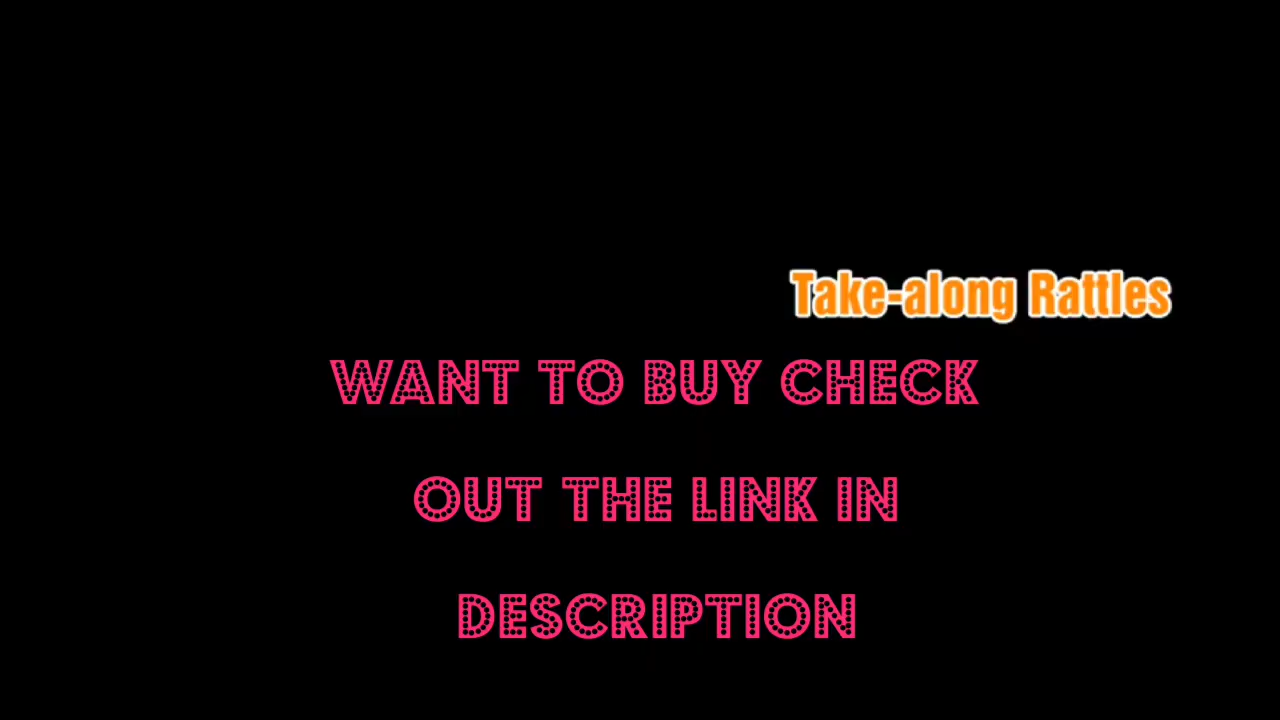 Take-along Rattles
WANT TO BUY CHECK
OUT THE LINK IN
DESCRIPTION